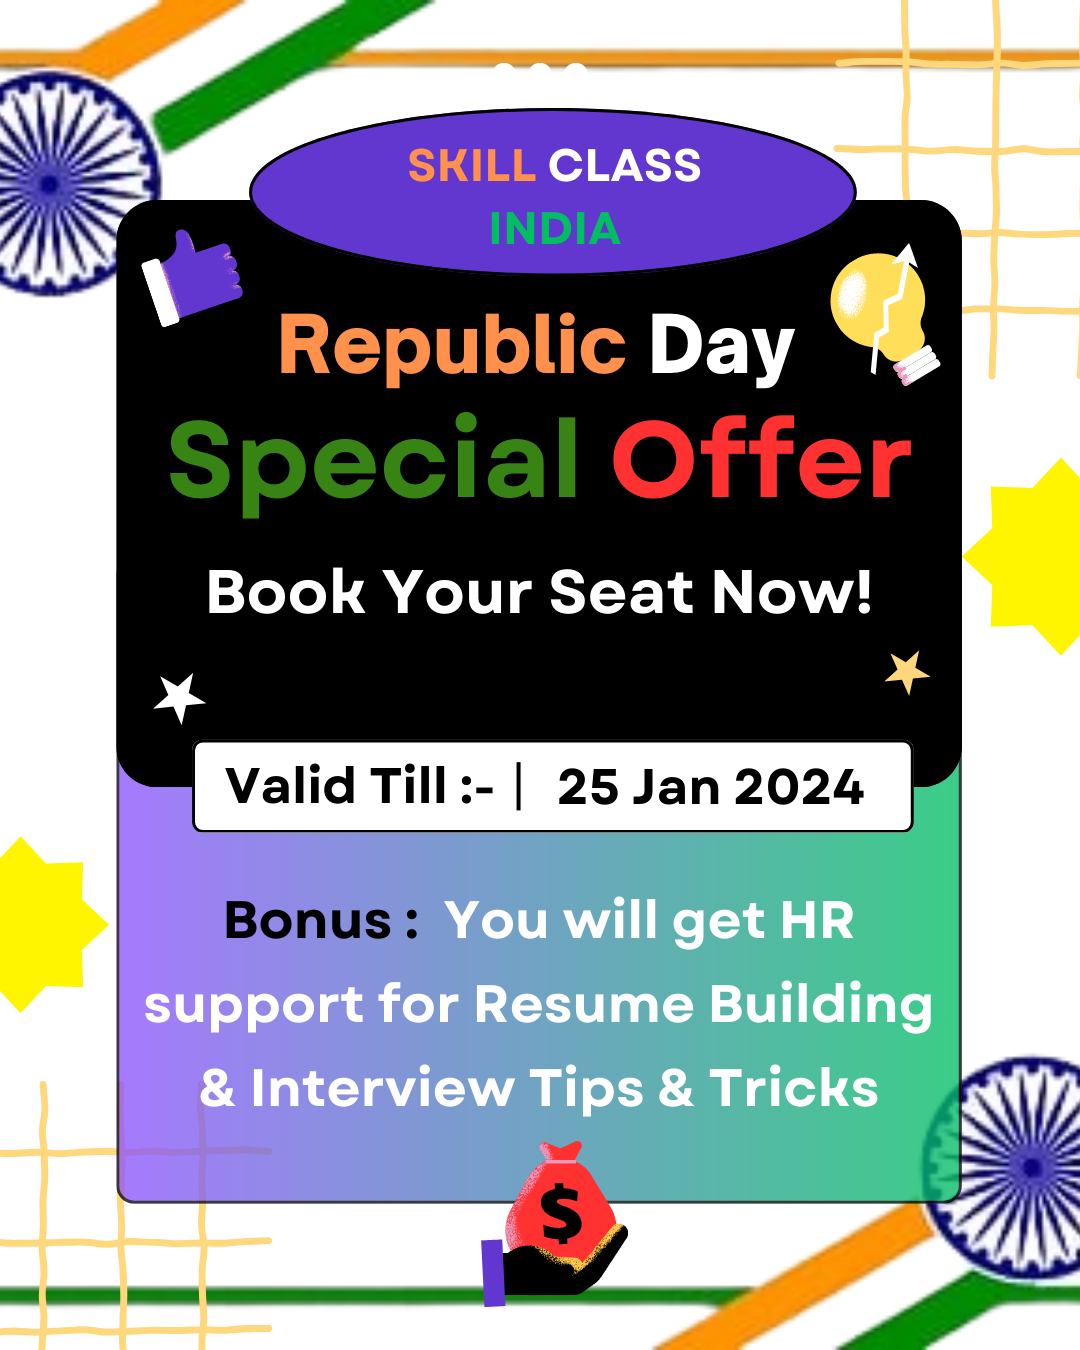 SKILL CLASS
INDIA
Republic Day
Special Offer
Book Your Seat Now!
Valid Till :- | 25 Jan 2024
Bonus : You will get HR
support for Resume Building
& Interview Tips & Tricks
$